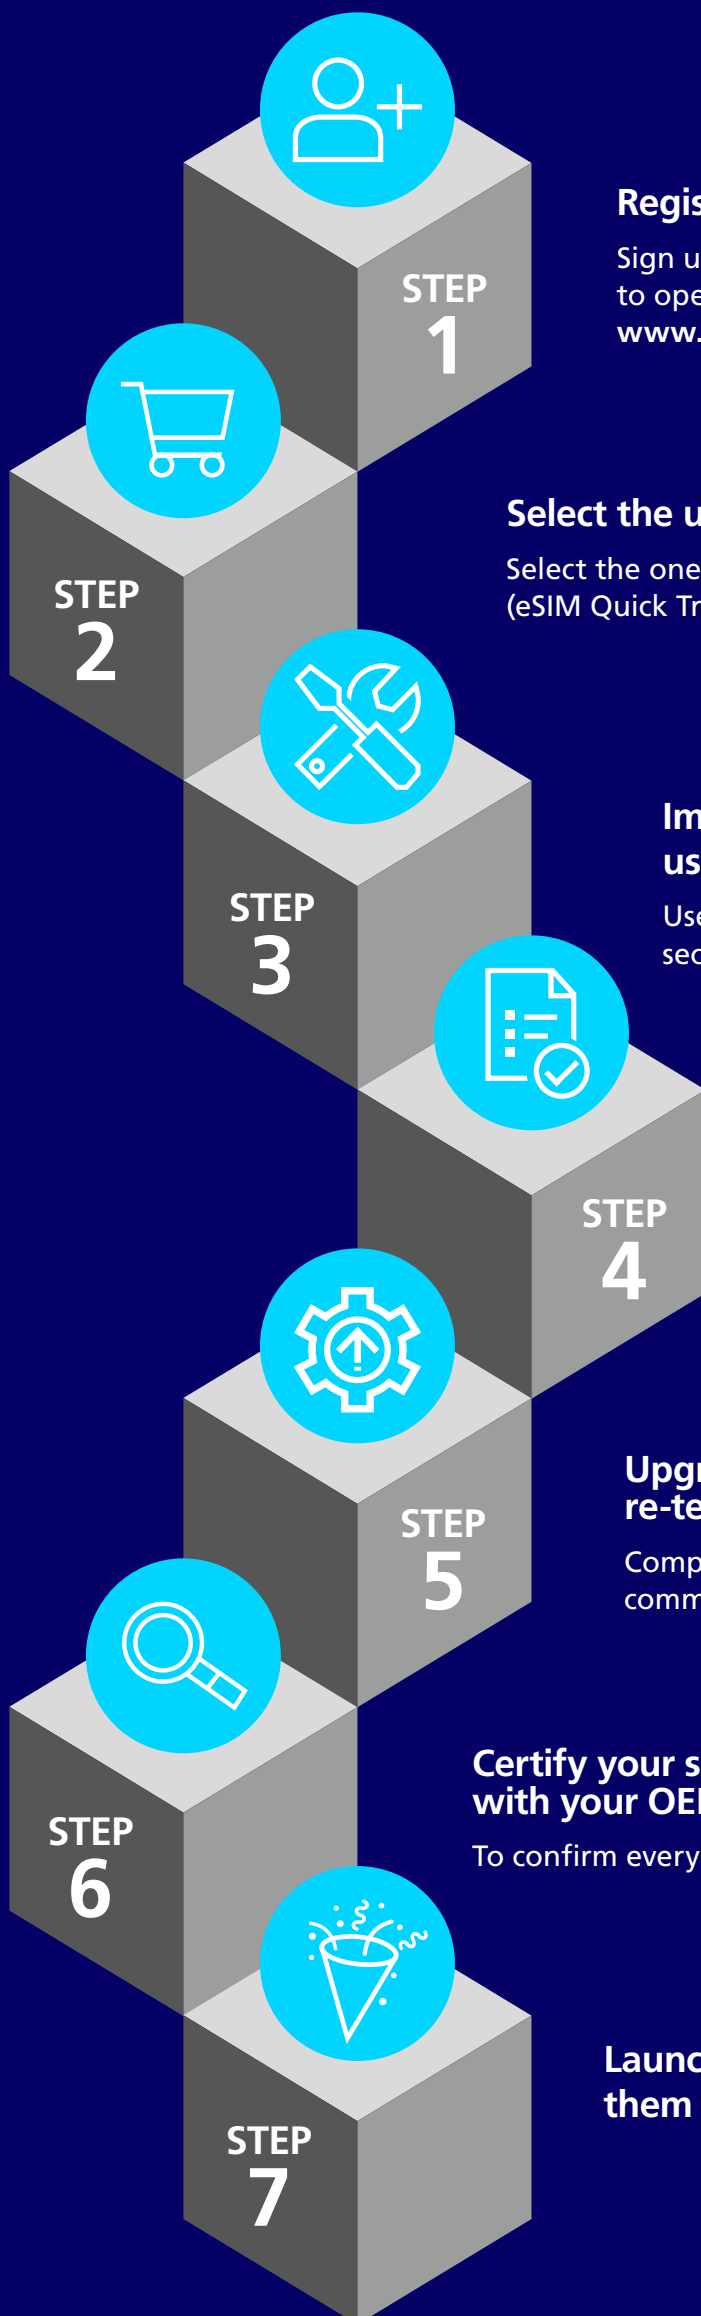 STEP
1
Regis
Sign u
to ope
www.
STEP
2
Select the u
Select the one
(eSIM Quick Tr
STEP
3
Im
us
Use
sec
STEP
4
STEP
5
Upgr
re-te
Comp
comm
STEP
6
Certify your s
with your OE
To confirm every
STEP
7
Launc
them